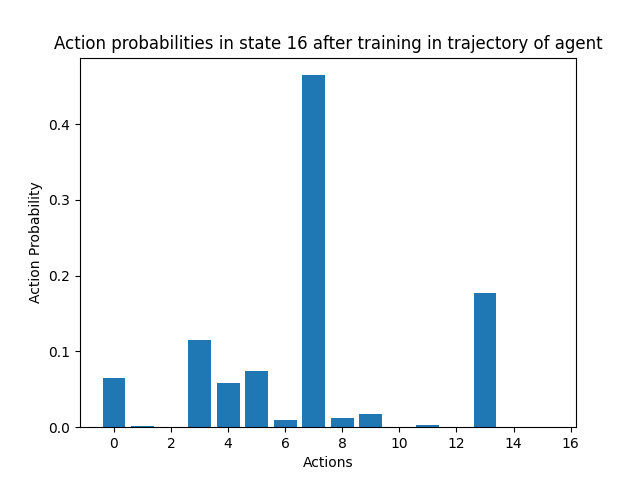 Action probabilities in state 16 after training in trajectory of agent
0.4
0.3
0.2
0.1
0.0
Action Probability
0 2 4 6 8 10 12 14 16
Actions